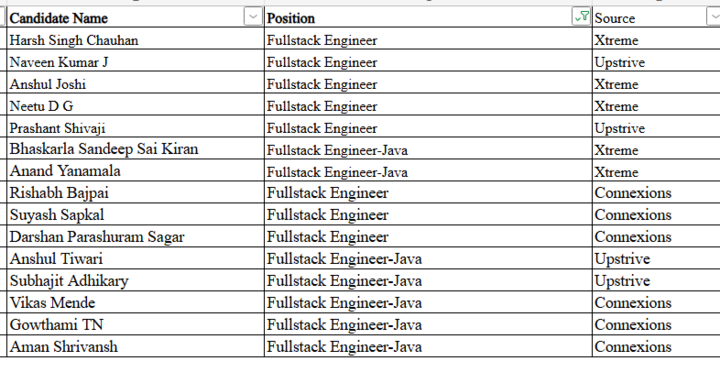 Candidate Name Position Source
Harsh Singh Chauhan Fullstack Engineer Xtreme
Naveen Kumar J Fullstack Engineer Upstrive
Anshul Joshi Fullstack Engineer Xtreme
Neetu D G Fullstack Engineer Xtreme
Prashant Shivaji Fullstack Engineer Upstrive
Bhaskarla Sandeep Sai Kiran Fullstack Engineer-Java Xtreme
Anand Yanamala Fullstack Engineer-Java Xtreme
Rishabh Bajpai Fullstack Engineer Connexions
Suyash Sapkal Fullstack Engineer Connexions
Darshan Parashuram Sagar Fullstack Engineer Connexions
Anshul Tiwari Fullstack Engineer-Java Upstrive
Subhajit Adhikary Fullstack Engineer-Java Upstrive
Vikas Mende Fullstack Engineer-Java Connexions
Gowthami TN Fullstack Engineer-Java Connexions
Aman Shrivansh Fullstack Engineer-Java Connexions